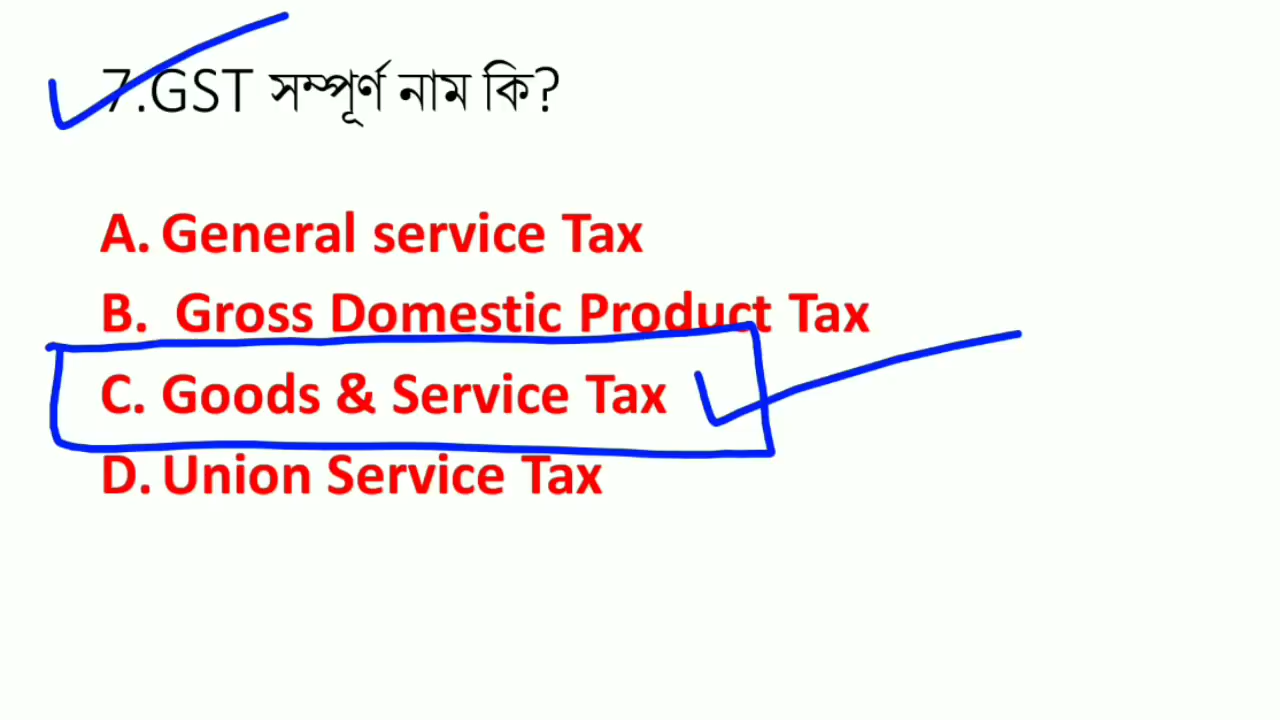 7.GST সম্পূর্ণ নাম কি?
A. General service Tax
B. Gross Domestic Product Tax
C. Goods & Service Tax
D. Union Service Tax